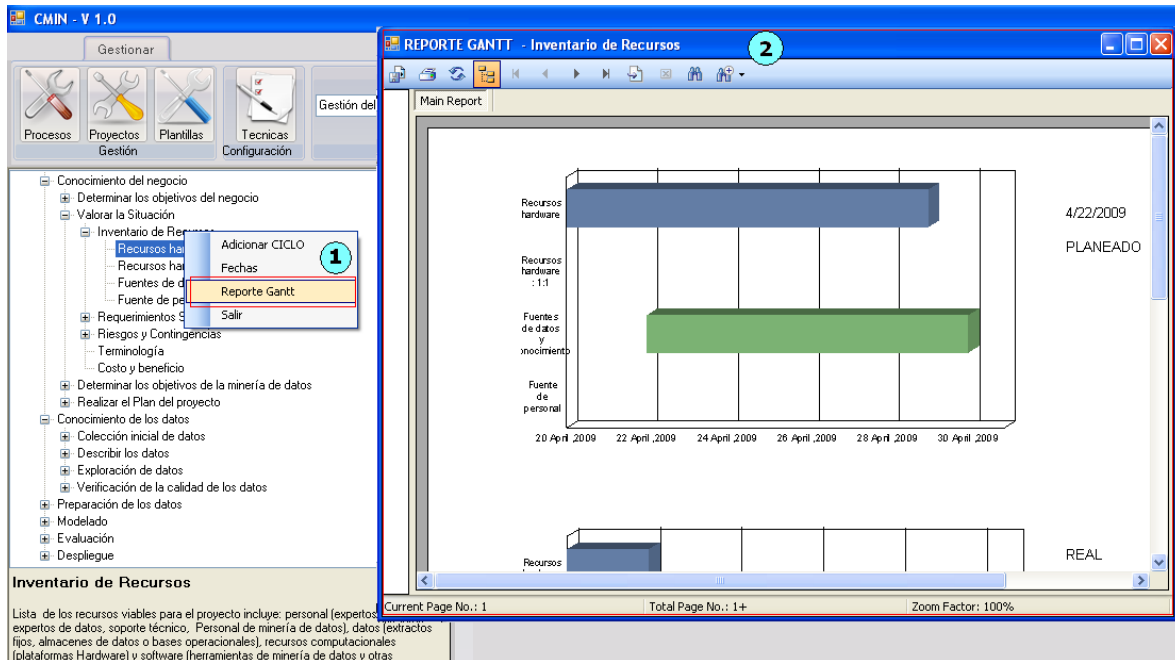 CMIN - V 1.0
Gestionar
Procesos
Proyectos
Plantillas
Gestión
Tecnicas
Configuración
Gestión del
Conocimiento del negocio
Determinar los objetivos del negocio
Valorar la Situación
Inventario de Re
Recursos ha
Recursos ha
Fuentes de d
Fuente de pe
Requerimientos S
Riesgos y Contingencias
Terminología
Costo y beneficio
Determinar los objetivos de la minería de datos
Realizar el Plan del proyecto
Conocimiento de los datos
Colección inicial de datos
Describir los datos
Exploración de datos
Verificación de la calidad de los datos
Preparación de los datos
Modelado
Evaluación
Despliegue
Adicionar CICLO
1
Fechas
Reporte Gantt
Salir
Inventario de Recursos
Lista de los recursos viables para el proyecto incluye: personal (expertos
expertos de datos, soporte técnico, Personal de minería de datos), datos (extractos
fijos, almacenes de datos o bases operacionales), recursos computacionales
(plataformas Hardware) y software (herramientas de minería de datos y otras
REPORTE GANTT - Inventario de Recursos
2
Main Report
Recursos
hardware
Recursos
hardware
: 1:1
Fuentes
de datos
y
onocimiento
Fuente
de
personal
20 April ,2009 22 April ,2009 24 April ,2009 26 April ,2009 28 April ,2009 30 April ,2009
4/22/2009
PLANEADO
Recursos
REAL
Current Page No.: 1 Total Page No.: 1+ Zoom Factor: 100%